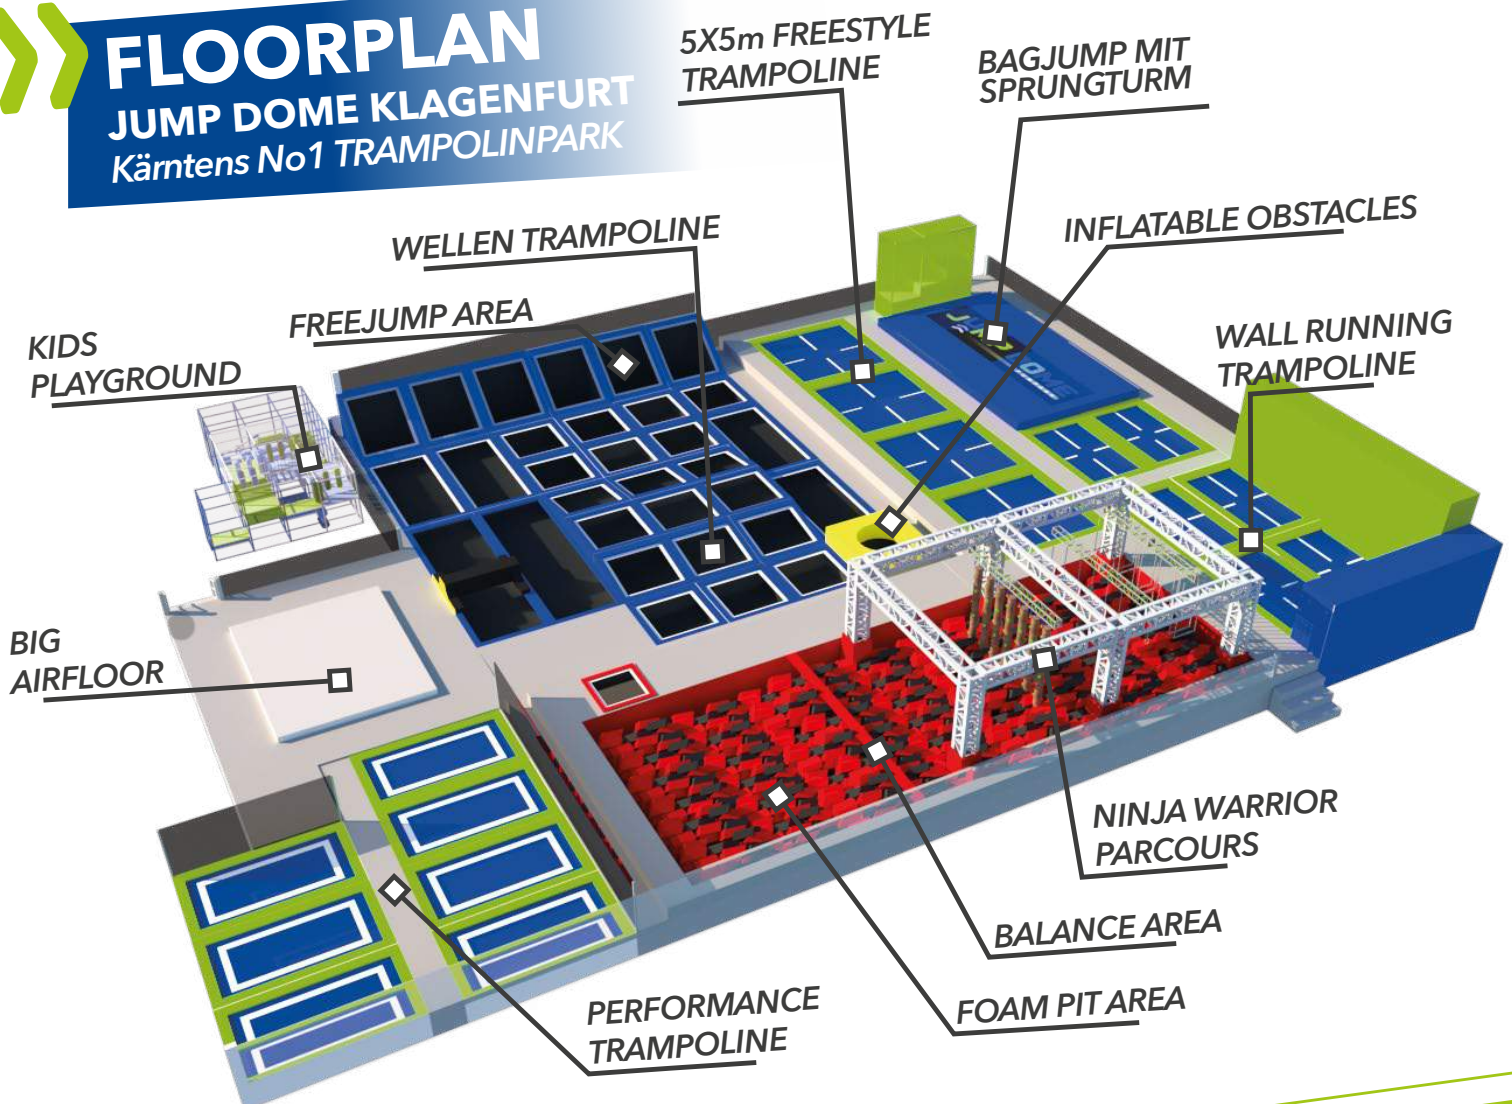 FLOORPLAN
JUMP DOME KLAGENFURT
Kärntens No1 TRAMPOLINPARK
5X5m FREESTYLE
TRAMPOLINE
BAGJUMP MIT
SPRUNGTURM
WELLEN TRAMPOLINE
INFLATABLE OBSTACLES
FREEJUMP AREA
KIDS
PLAYGROUND
WALL RUNNING
TRAMPOLINE
BIG
AIRFLOOR
NINJA WARRIOR
PARCOURS
BALANCE AREA
FOAM PIT AREA
PERFORMANCE
TRAMPOLINE